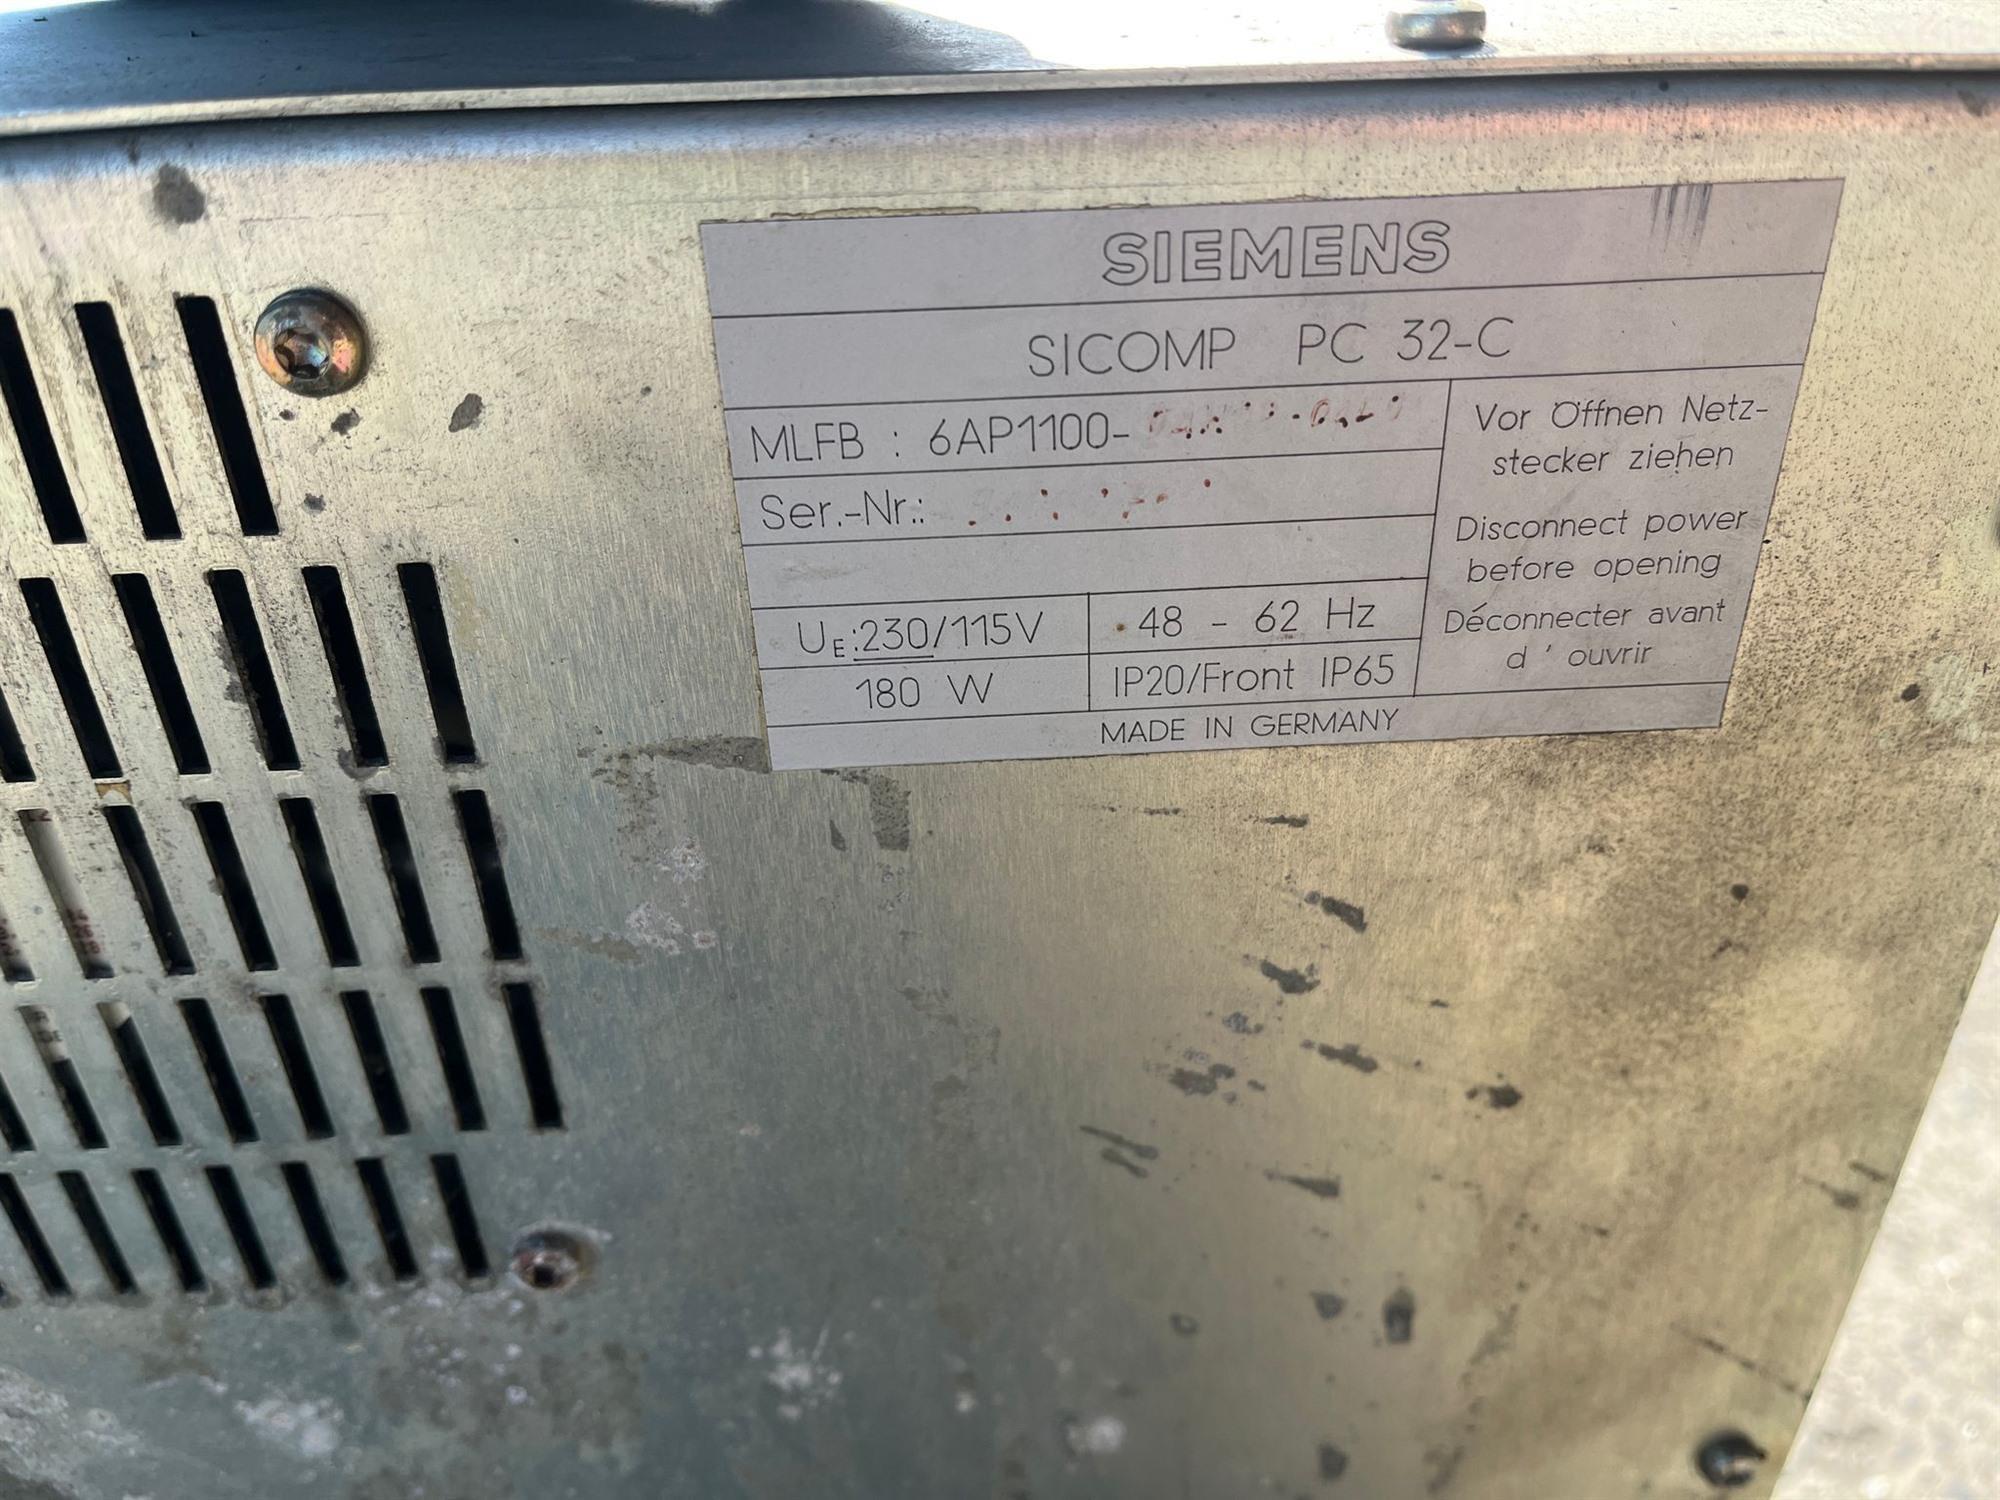 SIEMENS
SICOMP PC 32-C
MLFB : 6AP1100-
Ser.-Nr.:
UE:230/115V
48 - 62 Hz
180 W
IP20/Front IP65
Vor Öffnen Netz-
stecker ziehen
Disconnect power
before opening
Déconnecter avant
d ' ouvrir
MADE IN GERMANY